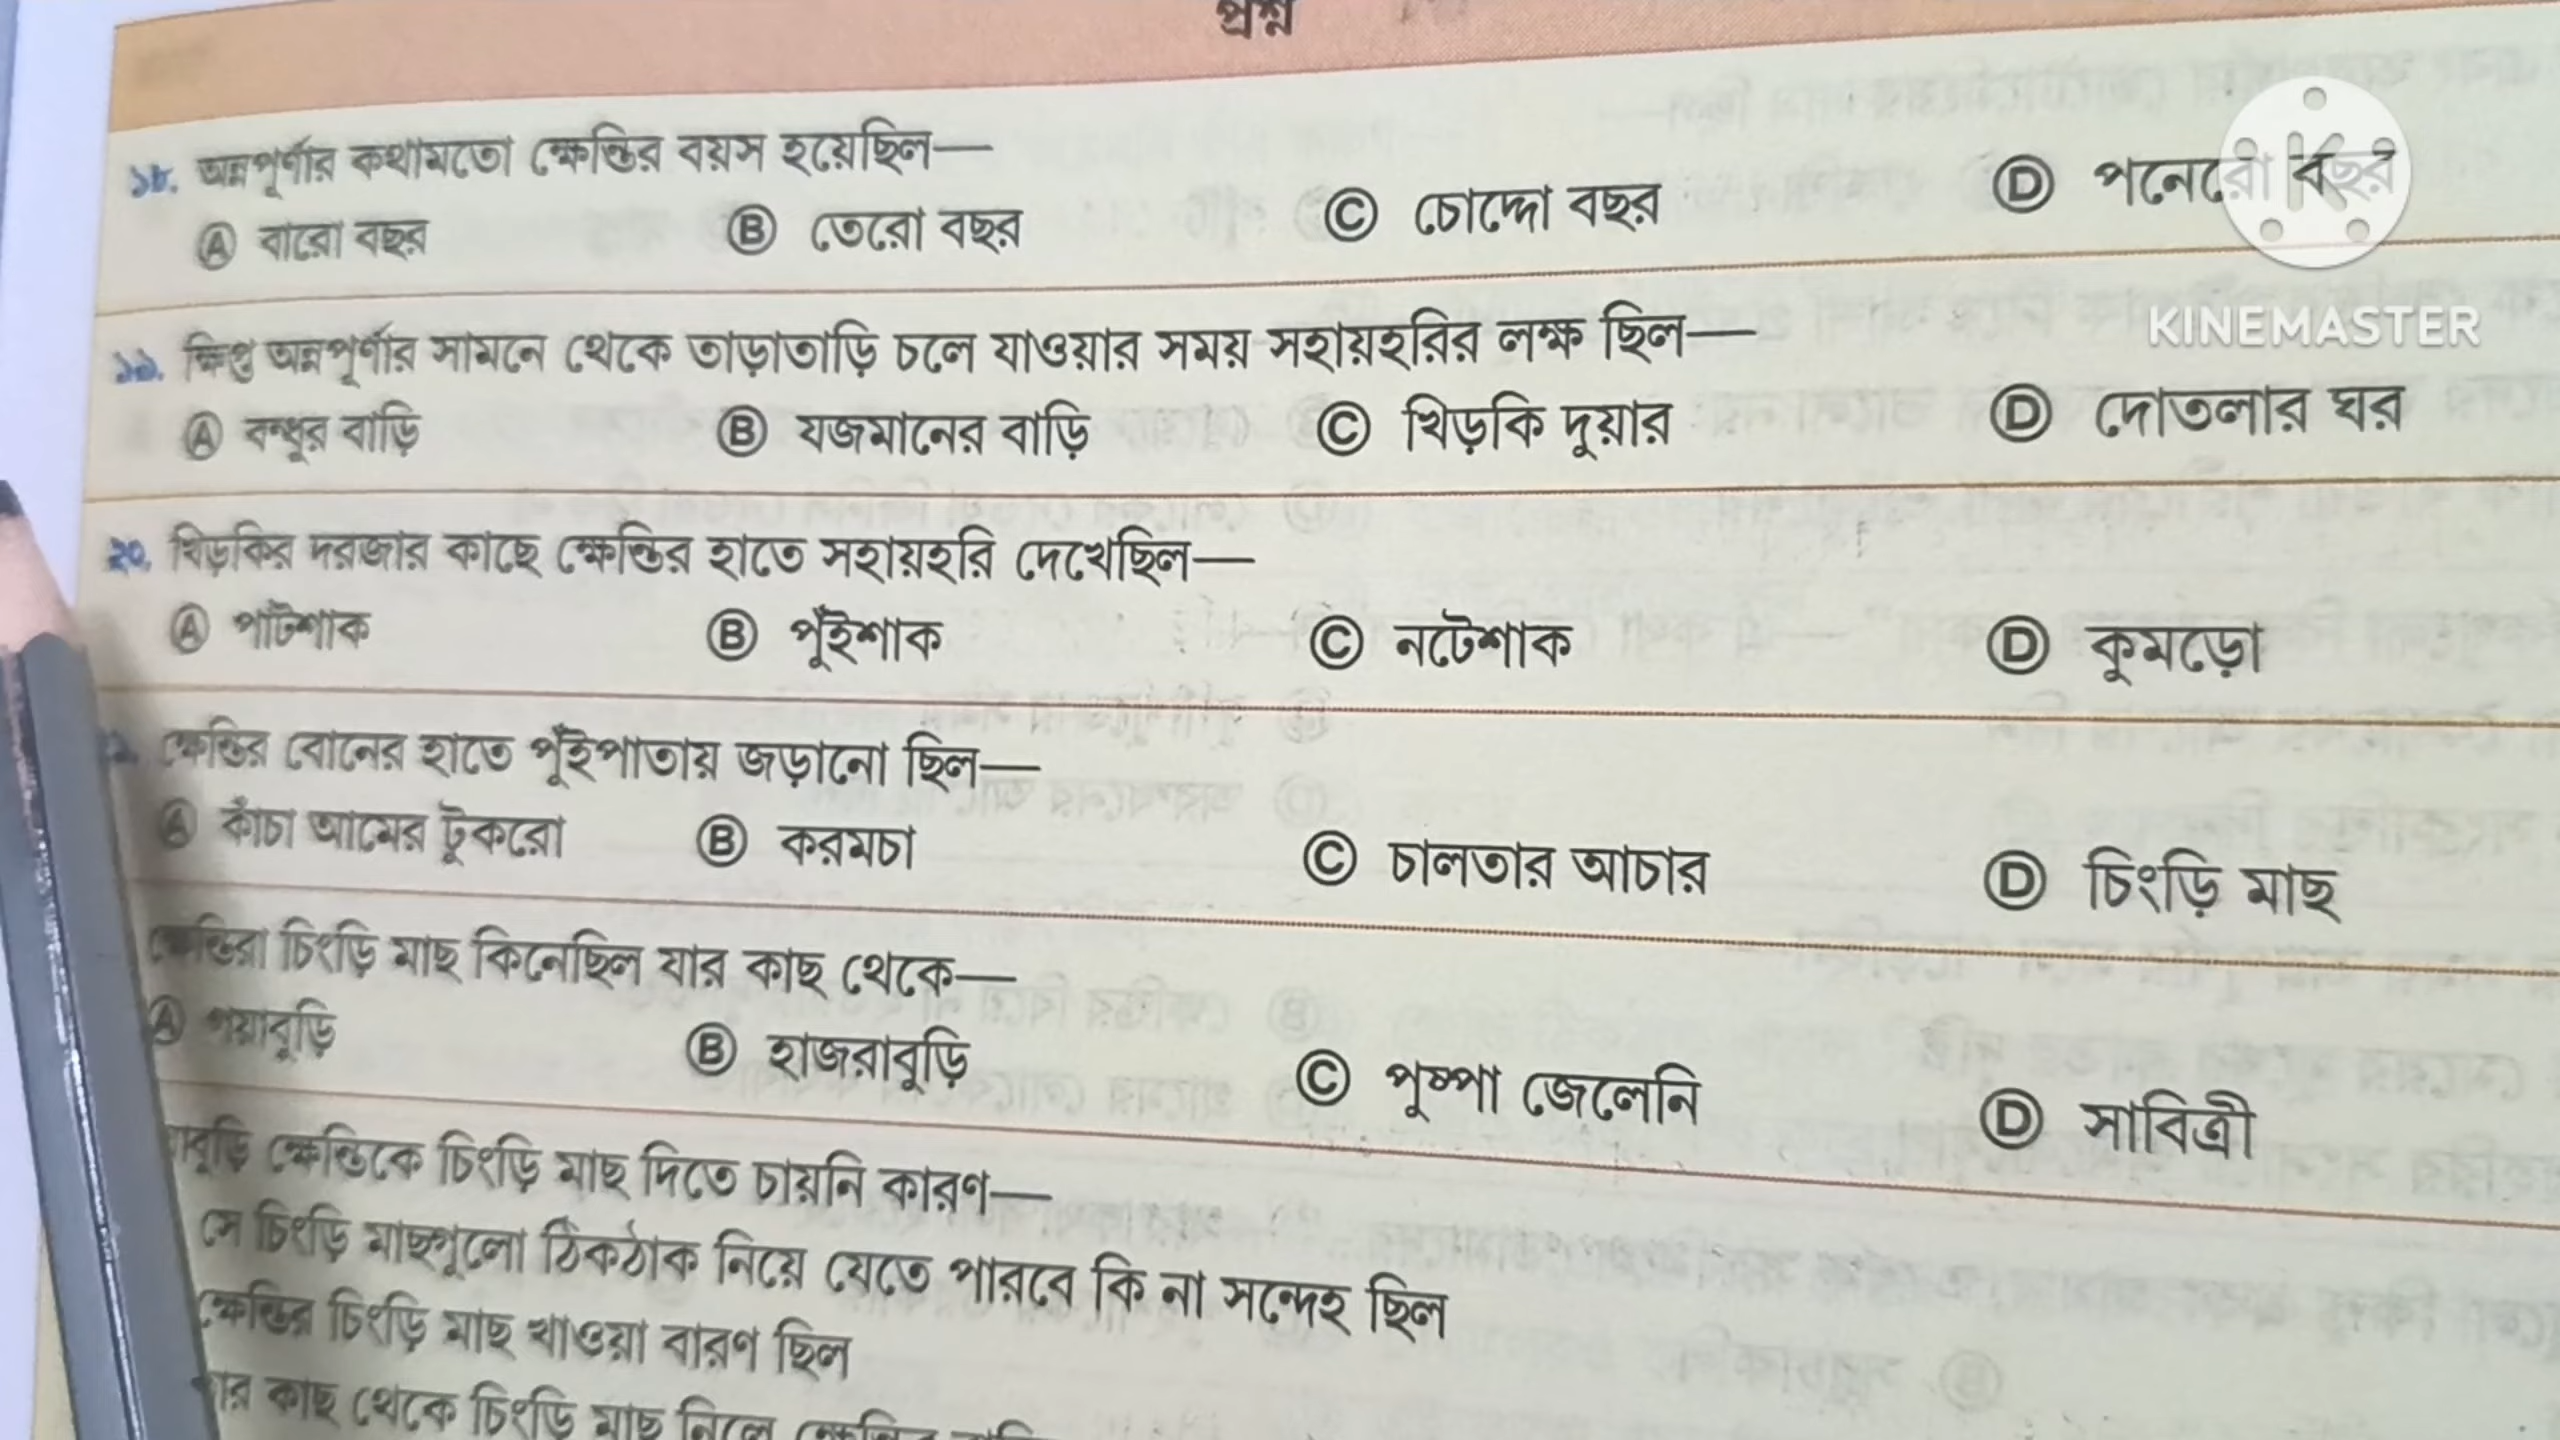 প্রশ্ন
১৮. অন্নপূর্ণার কথামতো ক্ষেন্তির বয়স হয়েছিল—
Ⓐ বারো বছর Ⓑ তেরো বছর Ⓒ চোদ্দো বছর Ⓓ পনেরো বছর
KINEMASTER
১৯. ক্ষিপ্ত অন্নপূর্ণার সামনে থেকে তাড়াতাড়ি চলে যাওয়ার সময় সহায়হরির লক্ষ ছিল—
Ⓐ বন্ধুর বাড়ি Ⓑ যজমানের বাড়ি Ⓒ খিড়কি দুয়ার Ⓓ দোতলার ঘর
২০. খিড়কির দরজার কাছে ক্ষেন্তির হাতে সহায়হরি দেখেছিল—
Ⓐ পাটশাক Ⓑ পুঁইশাক Ⓒ নটেশাক Ⓓ কুমড়ো
ক্ষেন্তির বোনের হাতে পুঁইপাতায় জড়ানো ছিল—
Ⓐ কাঁচা আমের টুকরো Ⓑ করমচা Ⓒ চালতার আচার Ⓓ চিংড়ি মাছ
ক্ষেন্তিরা চিংড়ি মাছ কিনেছিল যার কাছ থেকে—
Ⓐ গয়াবুড়ি Ⓑ হাজরাবুড়ি Ⓒ পুষ্পা জেলেনি Ⓓ সাবিত্রী
ক্ষেন্তিকে চিংড়ি মাছ দিতে চায়নি কারণ—
সে চিংড়ি মাছগুলো ঠিকঠাক নিয়ে যেতে পারবে কি না সন্দেহ ছিল
ক্ষেন্তির চিংড়ি মাছ খাওয়া বারণ ছিল
কাছ থেকে চিংড়ি মাছ নিলে